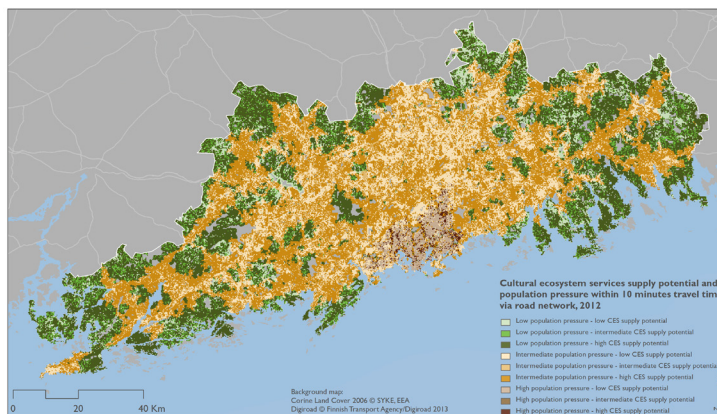 Cultural ecosystem services supply potential and
population pressure within 10 minutes travel tim
via road network, 2012
Low population pressure - low CES supply potential
Low population pressure - intermediate CES supply potential
Low population pressure - high CES supply potential
Intermediate population pressure - low CES supply potential
Intermediate population pressure - intermediate CES supply potential
Intermediate population pressure - high CES supply potential
High population pressure - low CES supply potential
High population pressure - intermediate CES supply potential
High population pressure - high CES supply potential
0 20 40 Km
Background map:
Corine Land Cover 2006 © SYKE, EEA
Digiroad © Finnish Transport Agency/Digiroad 2013